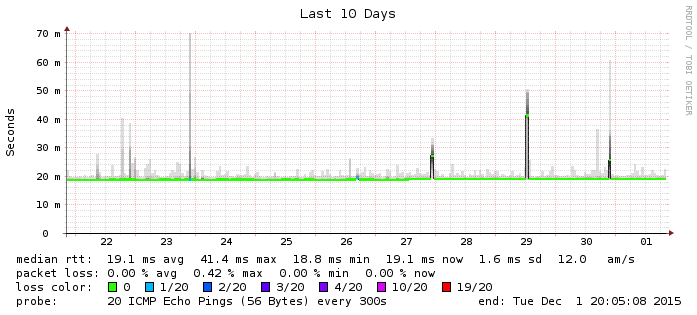 Last 10 Days
RRDTOOL / TOBI OETIKER
Seconds
70 m
60 m
50 m
40 m
30 m
20 m
10 m
0
22 23 24 25 26 27 28 29 30 01
median rtt: 19.1 ms avg 41.4 ms max 18.8 ms min 19.1 ms now 1.6 ms sd 12.0 am/s
packet loss: 0.00 % avg 0.42 % max 0.00 % min 0.00 % now
loss color: 0 1/20 2/20 3/20 4/20 10/20 19/20
probe: 20 ICMP Echo Pings (56 Bytes) every 300s end: Tue Dec 1 20:05:08 2015